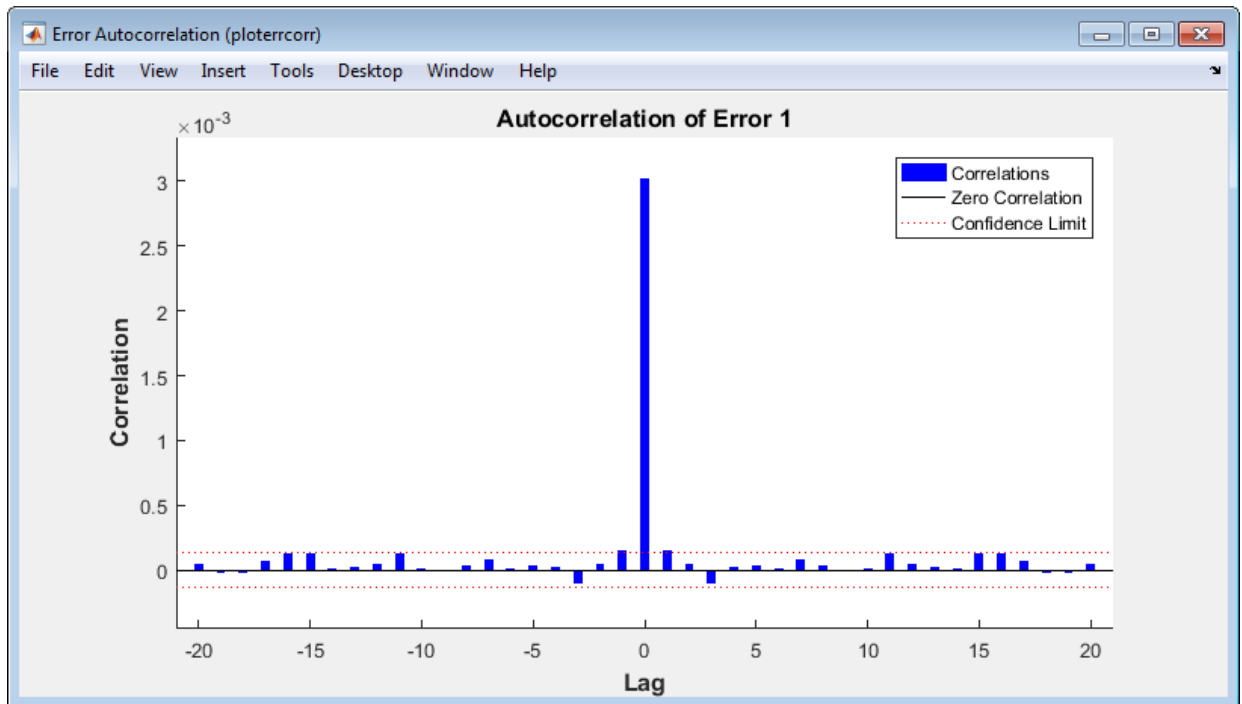 Error Autocorrelation (ploterrcorr)
File Edit View Insert Tools Desktop Window Help
Autocorrelation of Error 1
×10-3
Correlations
Zero Correlation
Confidence Limit
3
2.5
2
1.5
1
0.5
0
Correlation
-20 -15 -10 -5 0 5 10 15 20
Lag